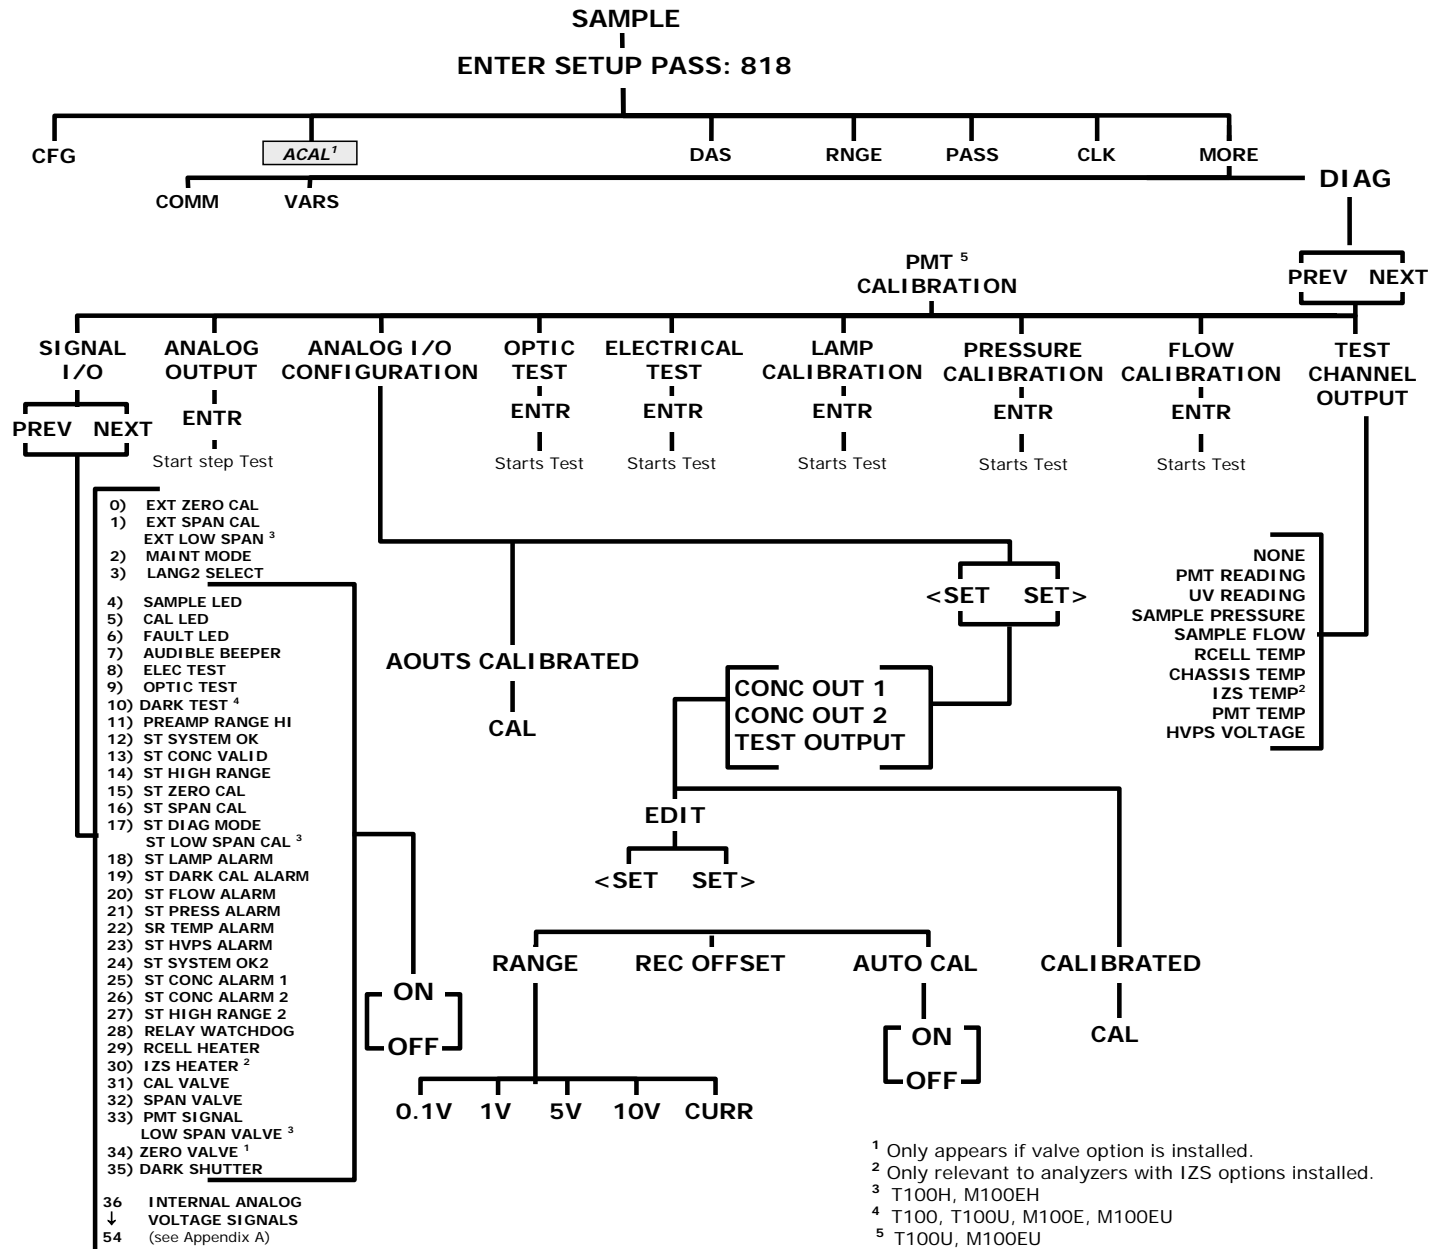 SAMPLE
ENTER SETUP PASS: 818
CFG
ACAL¹
DAS
RNGE
PASS
CLK
MORE
COMM
VARS
DIAG
PREV NEXT
PMT ⁵
CALIBRATION
SIGNAL
I/O
ANALOG
OUTPUT
ANALOG I/O
CONFIGURATION
OPTIC
TEST
ELECTRICAL
TEST
LAMP
CALIBRATION
PRESSURE
CALIBRATION
FLOW
CALIBRATION
TEST
CHANNEL
OUTPUT
PREV NEXT
ENTR
ENTR
ENTR
ENTR
ENTR
ENTR
Start step Test
Starts Test
Starts Test
Starts Test
Starts Test
Starts Test
0) EXT ZERO CAL
1) EXT SPAN CAL
EXT LOW SPAN ³
2) MAINT MODE
3) LANG2 SELECT
4) SAMPLE LED
5) CAL LED
6) FAULT LED
7) AUDIBLE BEEPER
8) ELEC TEST
9) OPTIC TEST
10) DARK TEST ⁴
11) PREAMP RANGE HI
12) ST SYSTEM OK
13) ST CONC VALID
14) ST HIGH RANGE
15) ST ZERO CAL
16) ST SPAN CAL
17) ST DIAG MODE
ST LOW SPAN CAL ³
18) ST LAMP ALARM
19) ST DARK CAL ALARM
20) ST FLOW ALARM
21) ST PRESS ALARM
22) SR TEMP ALARM
23) ST HVPS ALARM
24) ST SYSTEM OK2
25) ST CONC ALARM 1
26) ST CONC ALARM 2
27) ST HIGH RANGE 2
28) RELAY WATCHDOG
29) RCELL HEATER
30) IZS HEATER ²
31) CAL VALVE
32) SPAN VALVE
33) PMT SIGNAL
LOW SPAN VALVE ³
34) ZERO VALVE ¹
35) DARK SHUTTER
36 INTERNAL ANALOG
↓ VOLTAGE SIGNALS
54 (see Appendix A)
ON
OFF
AOUTS CALIBRATED
CAL
<SET SET>
CONC OUT 1
CONC OUT 2
TEST OUTPUT
EDIT
<SET SET>
RANGE
REC OFFSET
AUTO CAL
CALIBRATED
ON
OFF
CAL
0.1V 1V 5V 10V CURR
NONE
PMT READING
UV READING
SAMPLE PRESSURE
SAMPLE FLOW
RCELL TEMP
CHASSIS TEMP
IZS TEMP²
PMT TEMP
HVPS VOLTAGE
¹ Only appears if valve option is installed.
² Only relevant to analyzers with IZS options installed.
³ T100H, M100EH
⁴ T100, T100U, M100E, M100EU
⁵ T100U, M100EU